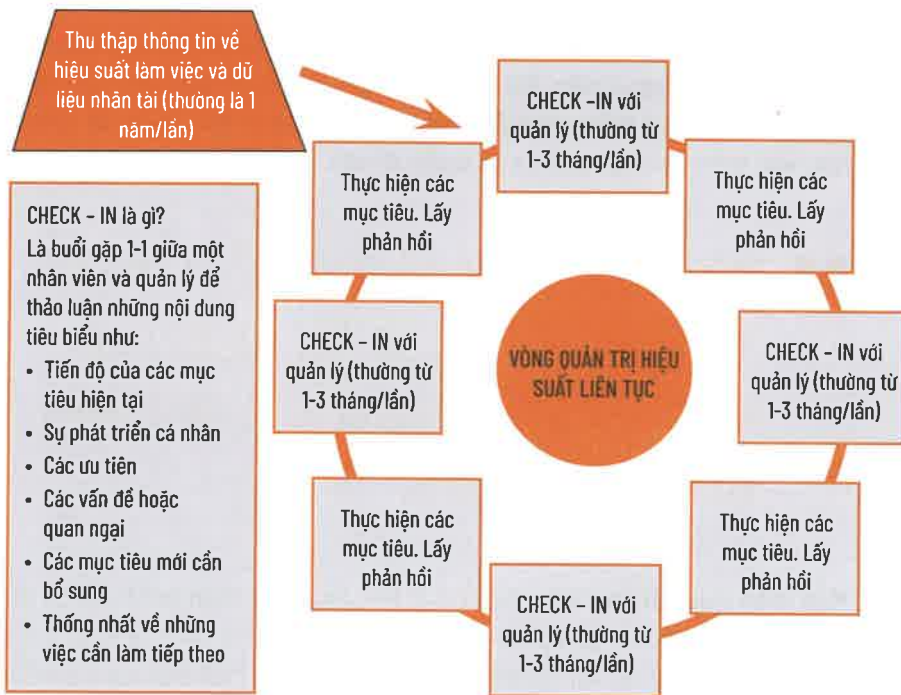 Thu thập thông tin về
hiệu suất làm việc và dữ
liệu nhân tài (thường là 1
năm/lần)
CHECK – IN là gì?
Là buổi gặp 1-1 giữa một
nhân viên và quản lý để
thảo luận những nội dung
tiêu biểu như:
• Tiến độ của các mục
tiêu hiện tại
• Sự phát triển cá nhân
• Các ưu tiên
• Các vấn đề hoặc
quan ngại
• Các mục tiêu mới cần
bổ sung
• Thống nhất về những
việc cần làm tiếp theo
CHECK –IN với
quản lý (thường từ
1-3 tháng/lần)
Thực hiện các
mục tiêu. Lấy
phản hồi
CHECK – IN với
quản lý (thường từ
1-3 tháng/lần)
Thực hiện các
mục tiêu. Lấy
phản hồi
CHECK – IN với
quản lý (thường từ
1-3 tháng/lần)
Thực hiện các
mục tiêu. Lấy
phản hồi
CHECK – IN với
quản lý (thường từ
1-3 tháng/lần)
Thực hiện các
mục tiêu. Lấy
phản hồi
VÒNG QUẢN TRỊ HIỆU
SUẤT LIÊN TỤC